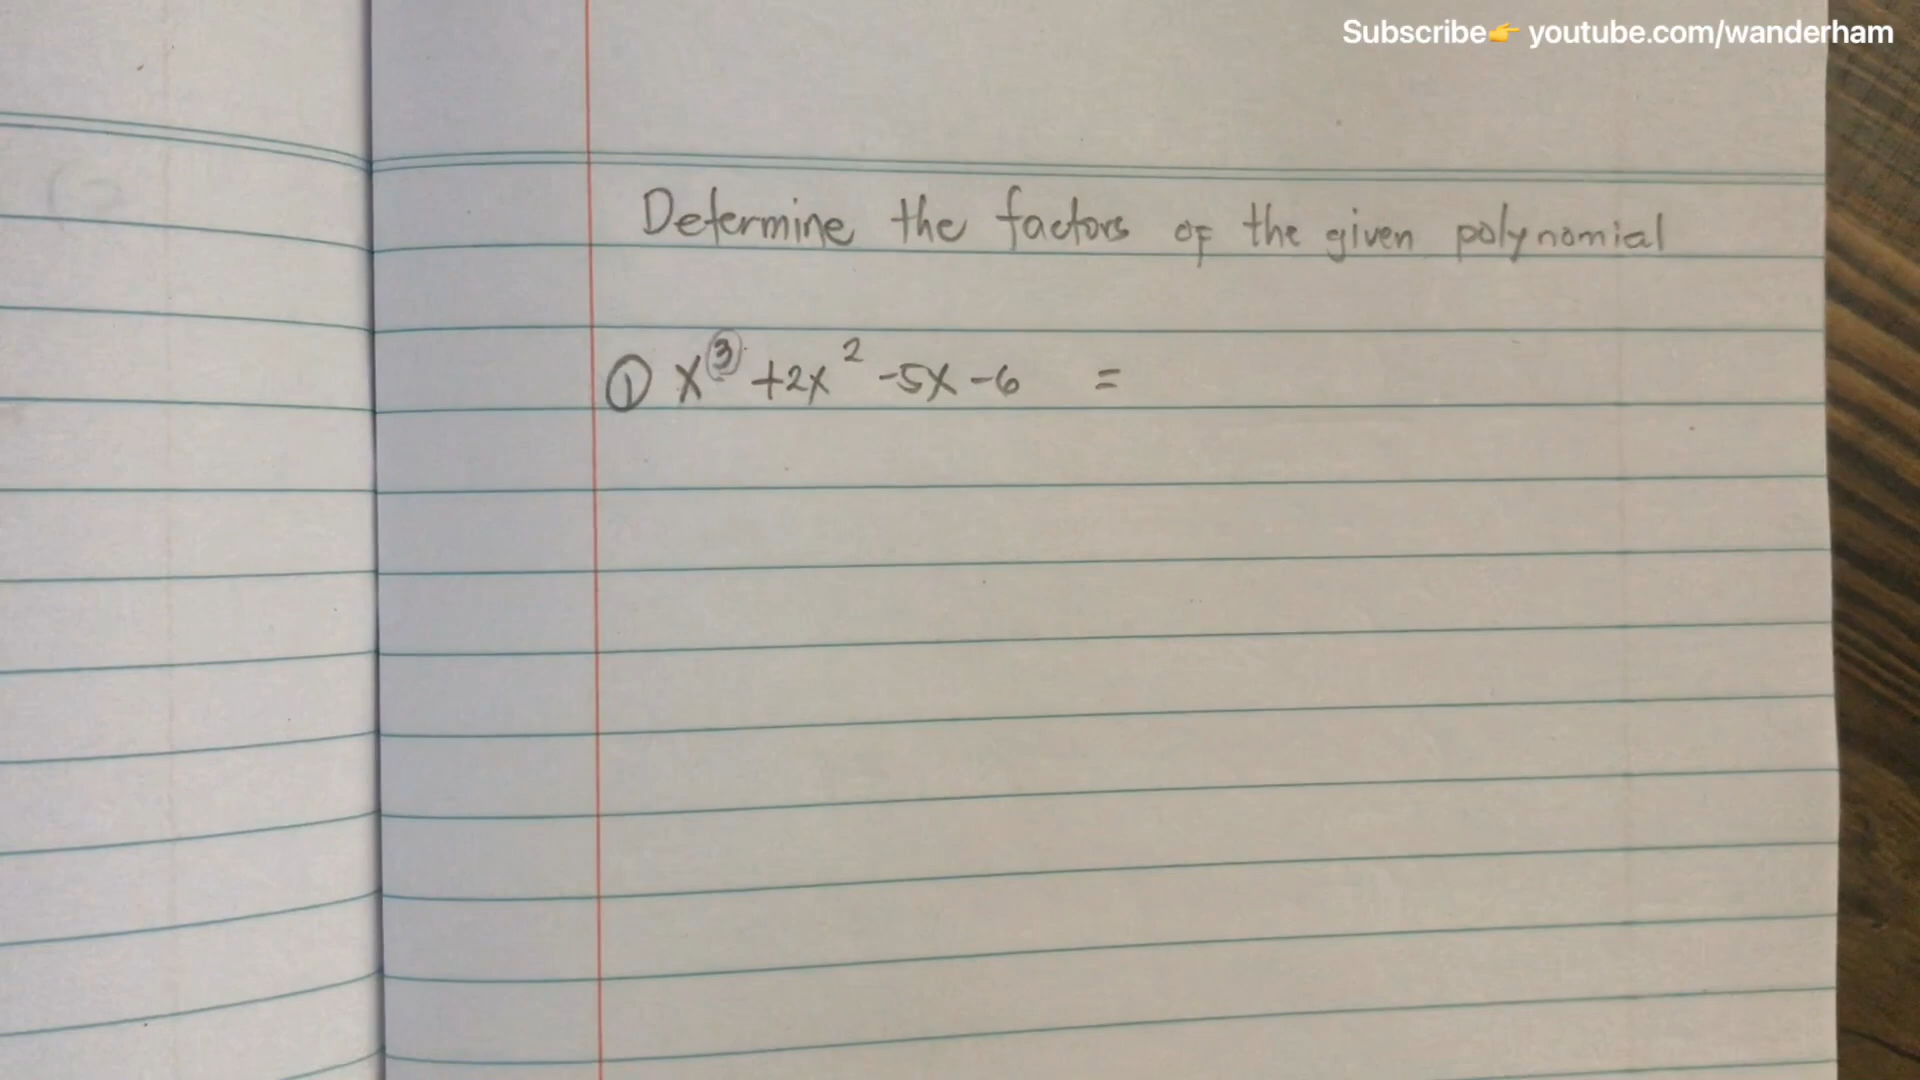 Subscribe👉 youtube.com/wanderham
Determine the factors of the given polynomial
① x³ +2x² -5x -6 =